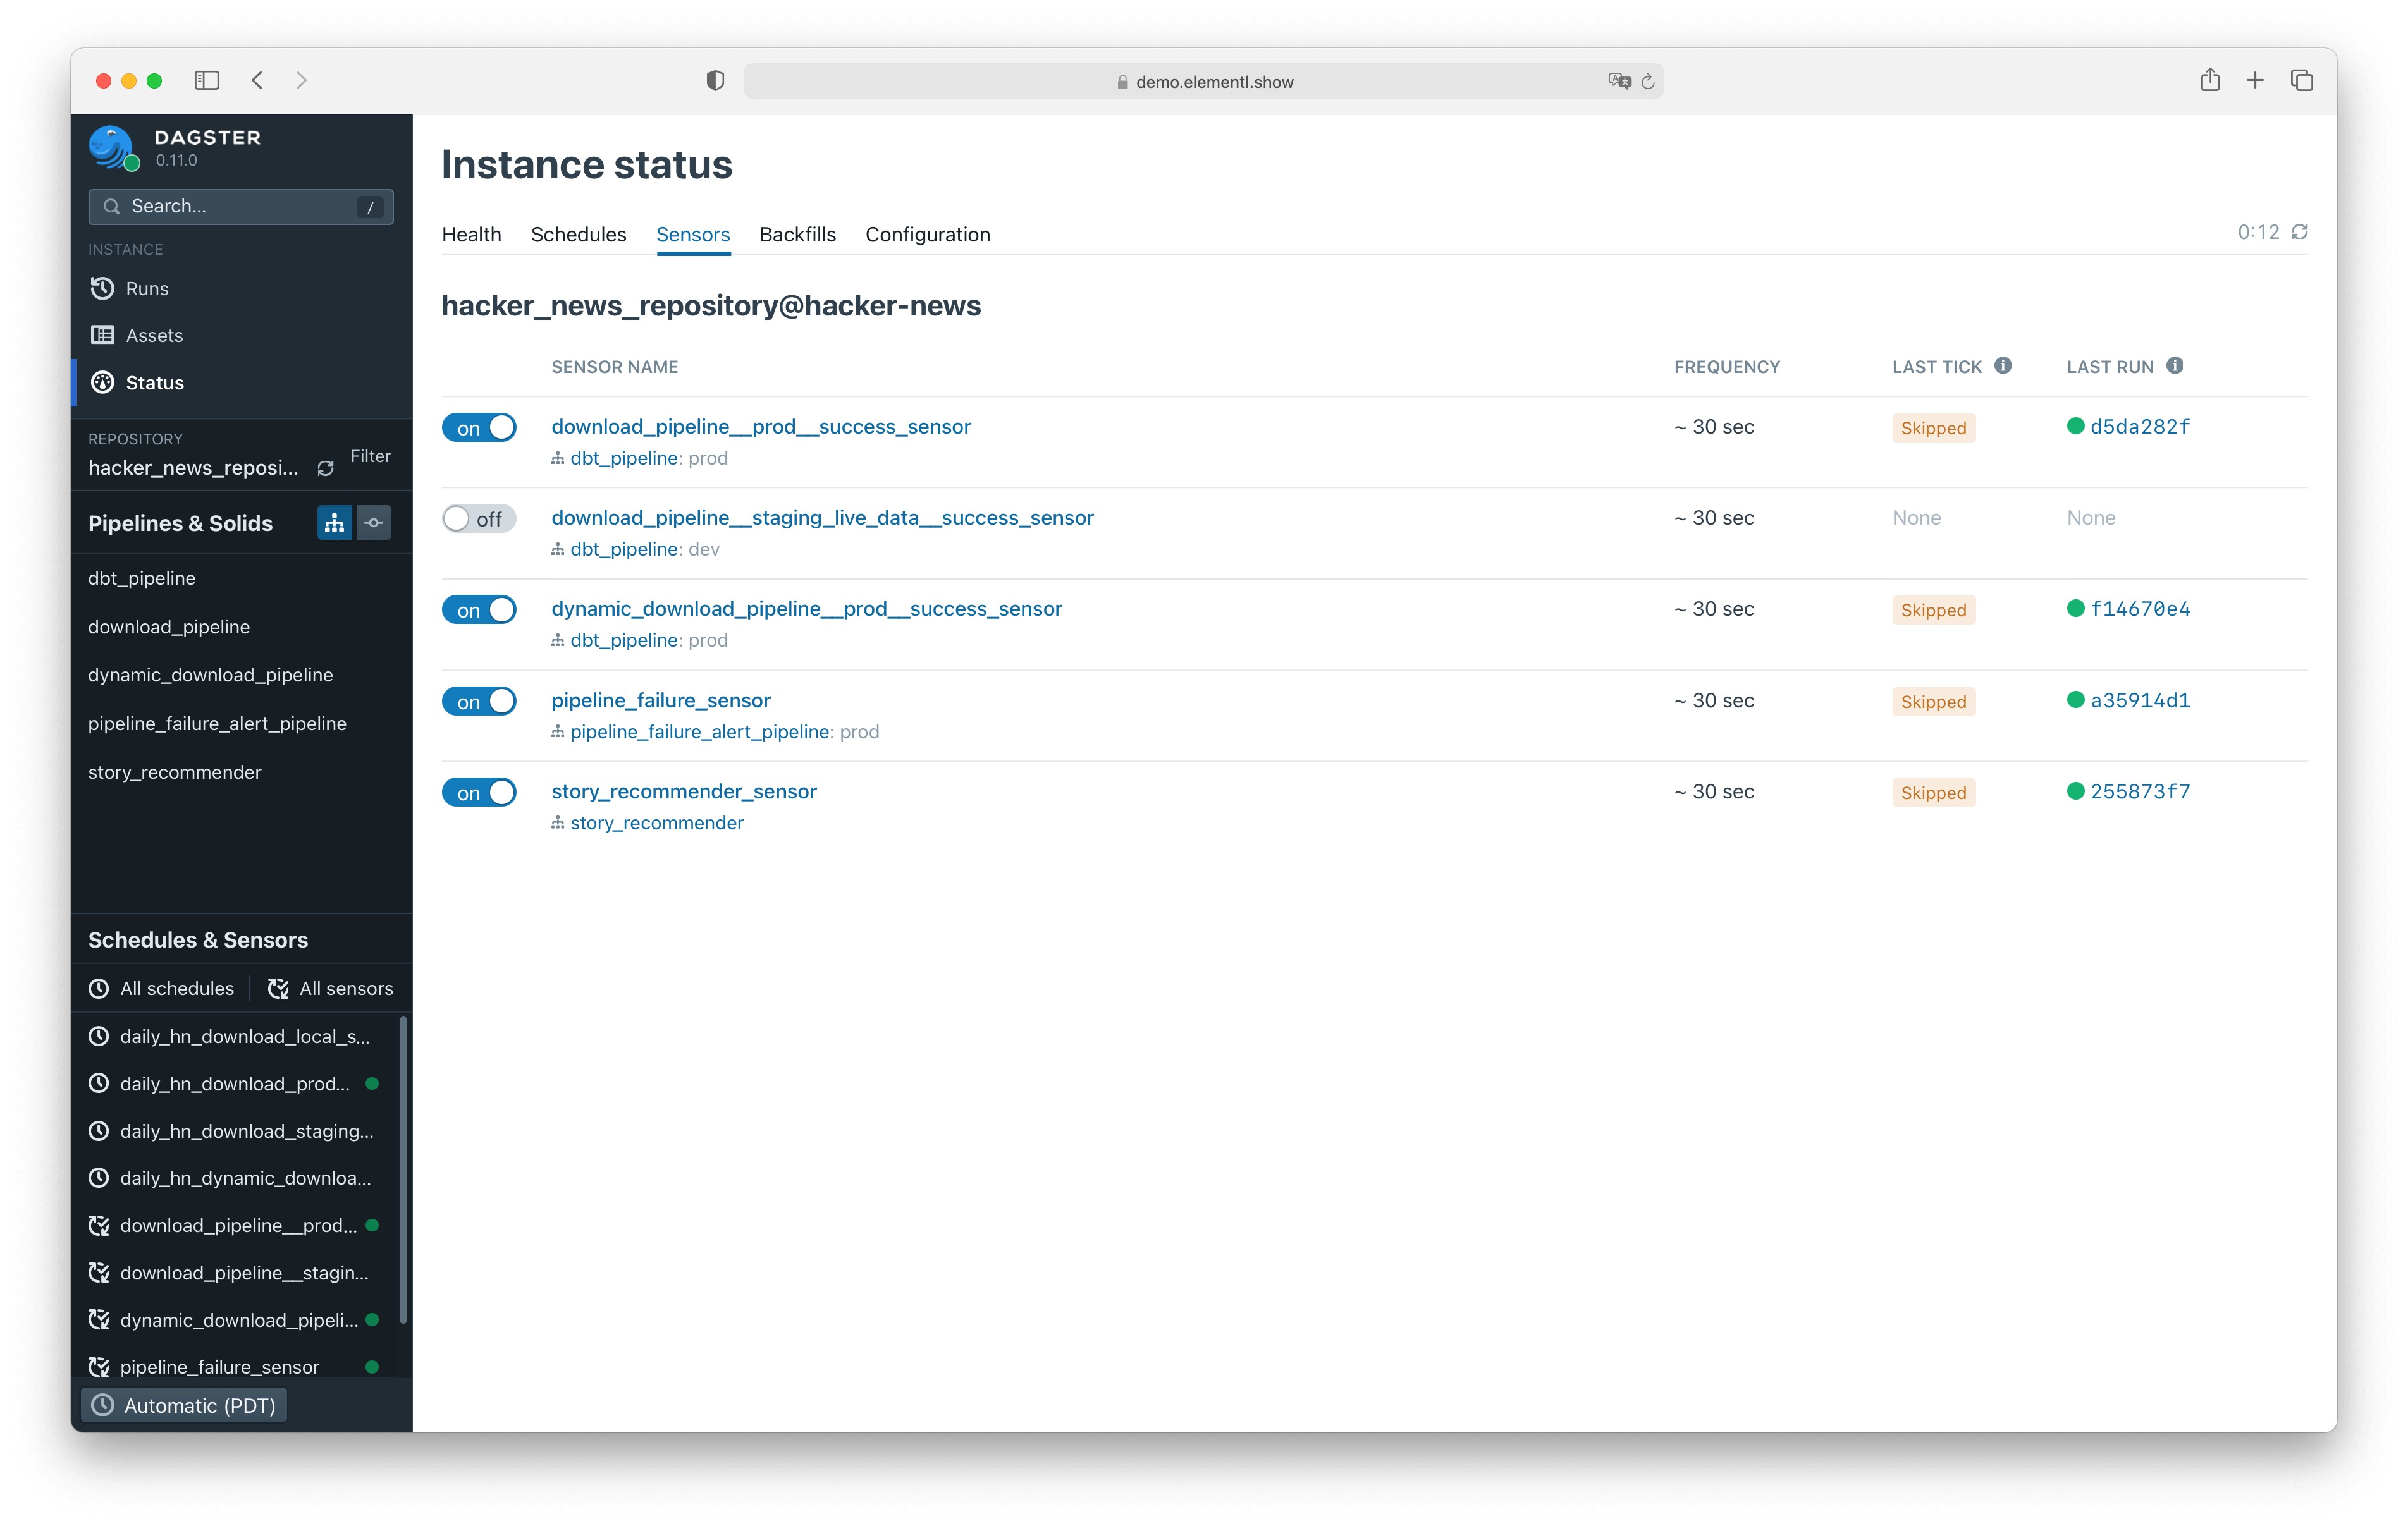 demo.elementl.show
DAGSTER
0.11.0
Search...
/
INSTANCE
Runs
Assets
Status
REPOSITORY
hacker_news_reposi...
Filter
Pipelines & Solids
dbt_pipeline
download_pipeline
dynamic_download_pipeline
pipeline_failure_alert_pipeline
story_recommender
Schedules & Sensors
All schedules
All sensors
daily_hn_download_local_s...
daily_hn_download_prod...
daily_hn_download_staging...
daily_hn_dynamic_downloa...
download_pipeline__prod...
download_pipeline__stagin...
dynamic_download_pipeli...
pipeline_failure_sensor
Automatic (PDT)
Instance status
Health Schedules Sensors Backfills Configuration
0:12
hacker_news_repository@hacker-news
SENSOR NAME FREQUENCY LAST TICK LAST RUN
on download_pipeline__prod__success_sensor ~ 30 sec Skipped d5da282f
dbt_pipeline: prod
off download_pipeline__staging_live_data__success_sensor ~ 30 sec None None
dbt_pipeline: dev
on dynamic_download_pipeline__prod__success_sensor ~ 30 sec Skipped f14670e4
dbt_pipeline: prod
on pipeline_failure_sensor ~ 30 sec Skipped a35914d1
pipeline_failure_alert_pipeline: prod
on story_recommender_sensor ~ 30 sec Skipped 255873f7
story_recommender